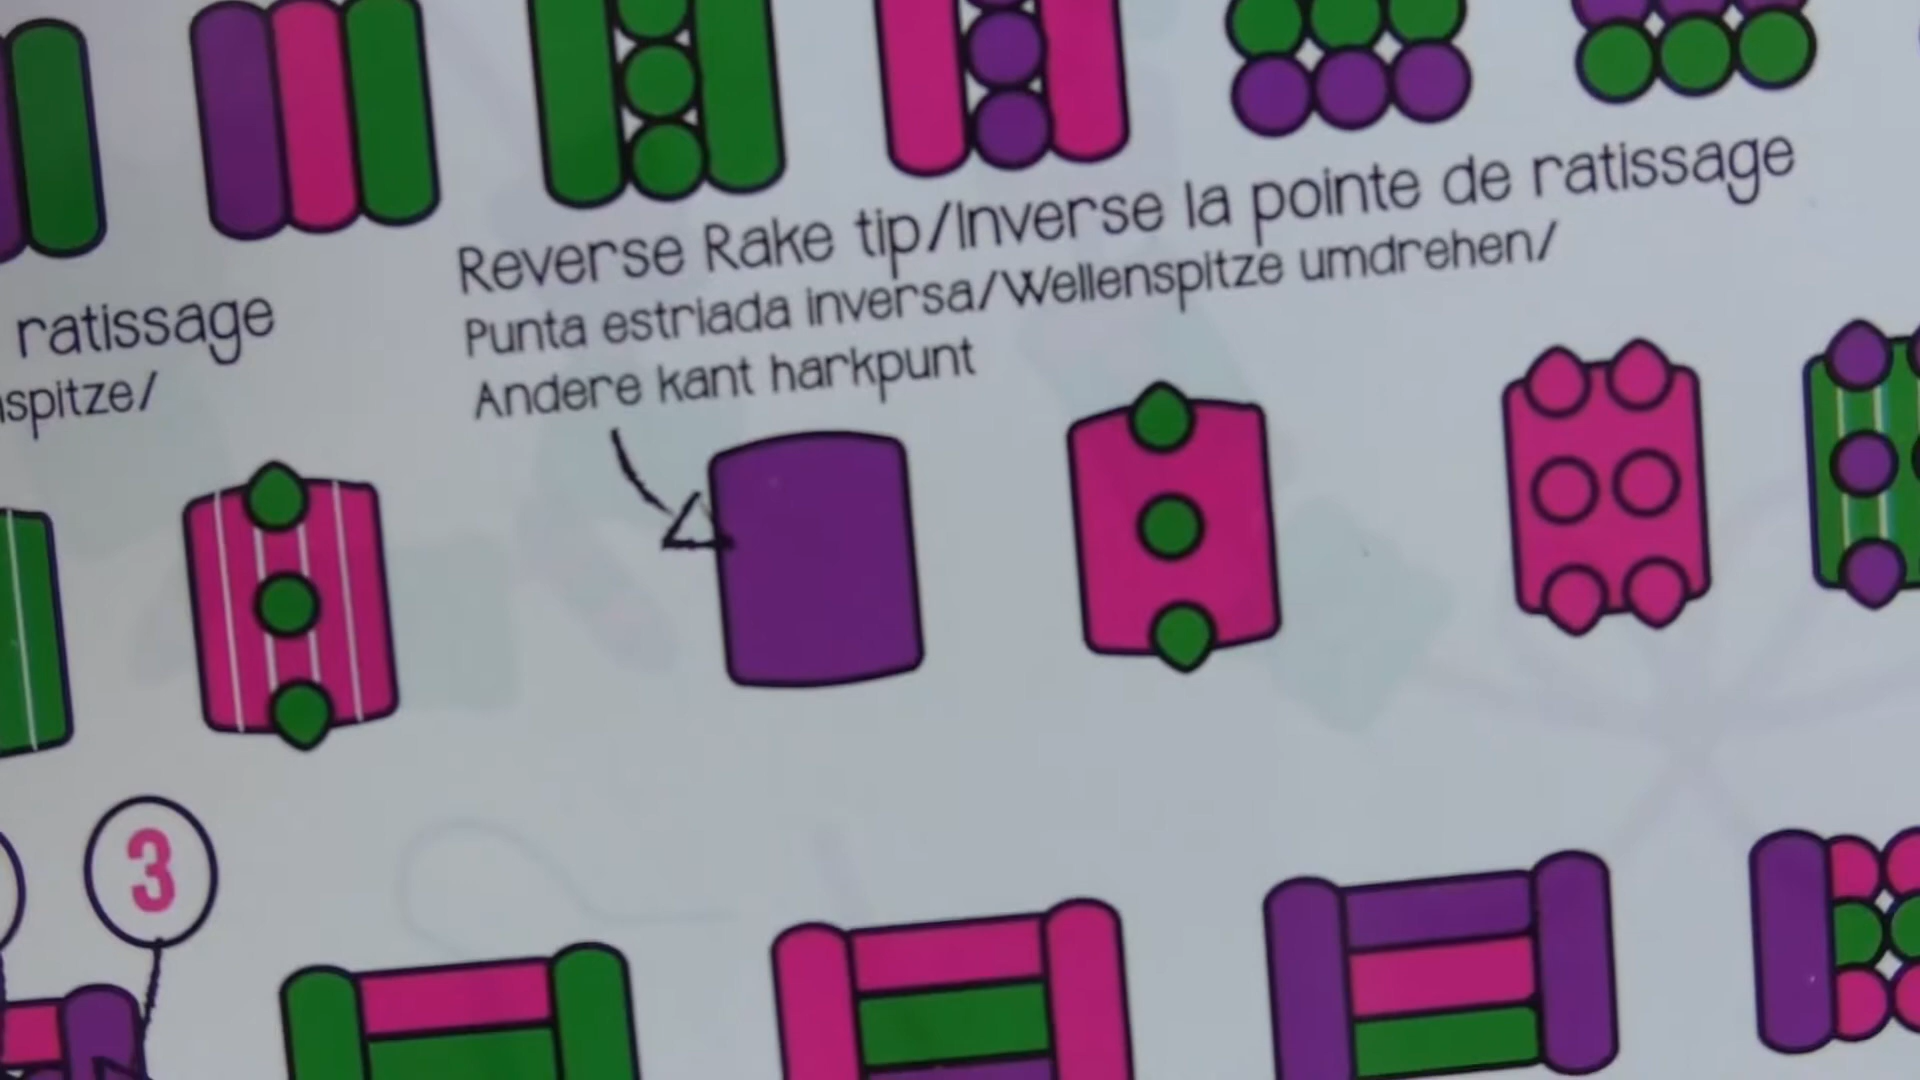 Reverse Rake tip/Inverse la pointe de ratissage
Punta estriada inversa/Wellenspitze umdrehen/
Andere kant harkpunt
ratissage
spitze/
3